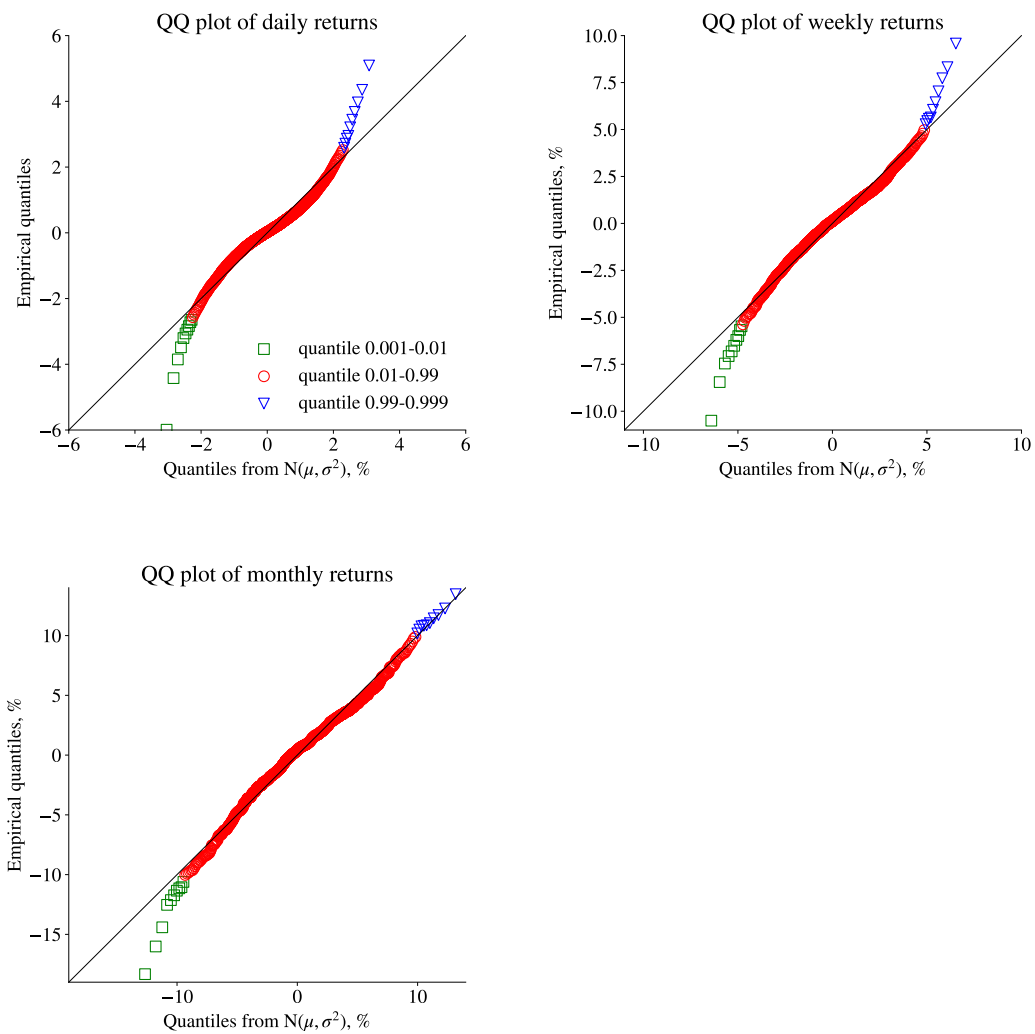 QQ plot of daily returns
6
4
2
0
−2
−4
−6
Empirical quantiles
−6 −4 −2 0 2 4 6
Quantiles from N(μ, σ²), %
quantile 0.001-0.01
quantile 0.01-0.99
quantile 0.99-0.999
QQ plot of weekly returns
10.0
7.5
5.0
2.5
0.0
−2.5
−5.0
−7.5
−10.0
Empirical quantiles, %
−10 −5 0 5 10
Quantiles from N(μ, σ²), %
QQ plot of monthly returns
10
5
0
−5
−10
−15
Empirical quantiles, %
−10 0 10
Quantiles from N(μ, σ²), %